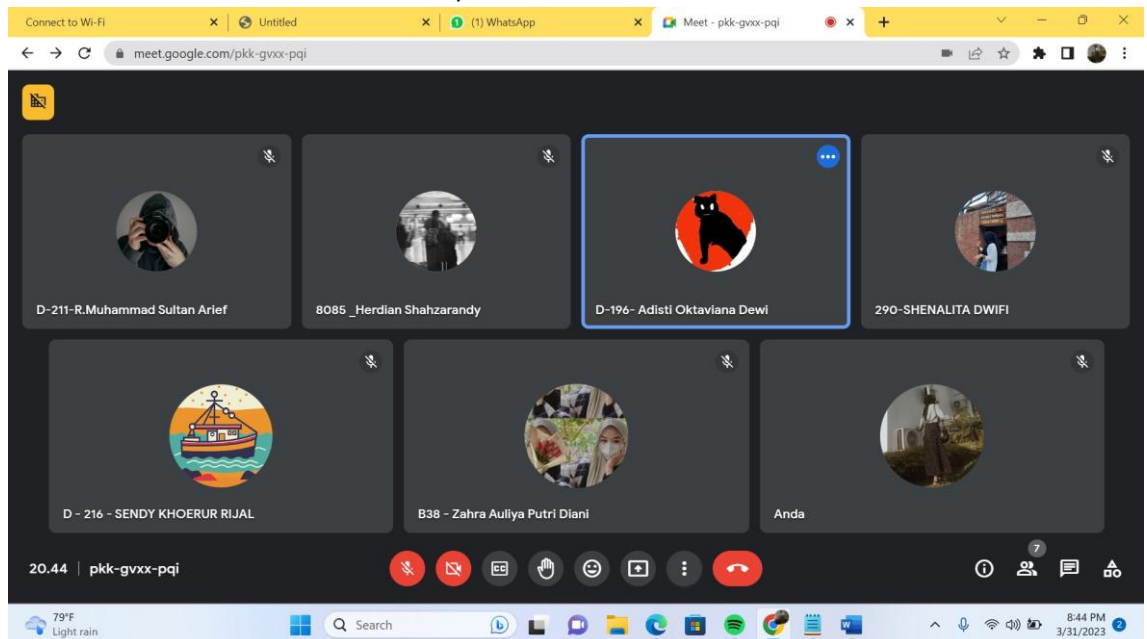 Connect to Wi-Fi
Untitled
(1) WhatsApp
Meet - pkk-gvxx-pqi
meet.google.com/pkk-gvxx-pqi
D-211-R.Muhammad Sultan Arief
8085 _Herdian Shahzarandy
D-196- Adisti Oktaviana Dewi
290-SHENALITA DWIFI
D - 216 - SENDY KHOERUR RIJAL
B38 - Zahra Auliya Putri Diani
Anda
20.44 | pkk-gvxx-pqi
CC
7
79°F
Light rain
Search
8:44 PM
3/31/2023
2